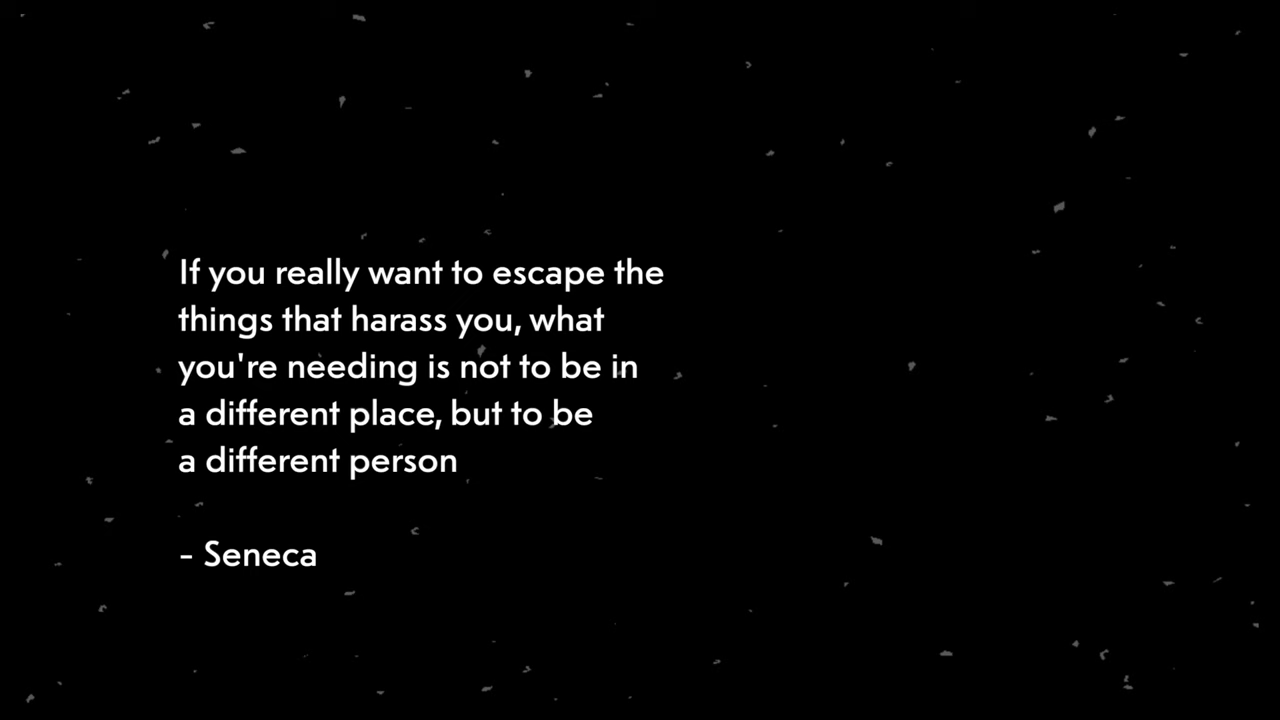 If you really want to escape the
things that harass you, what
you're needing is not to be in
a different place, but to be
a different person
- Seneca